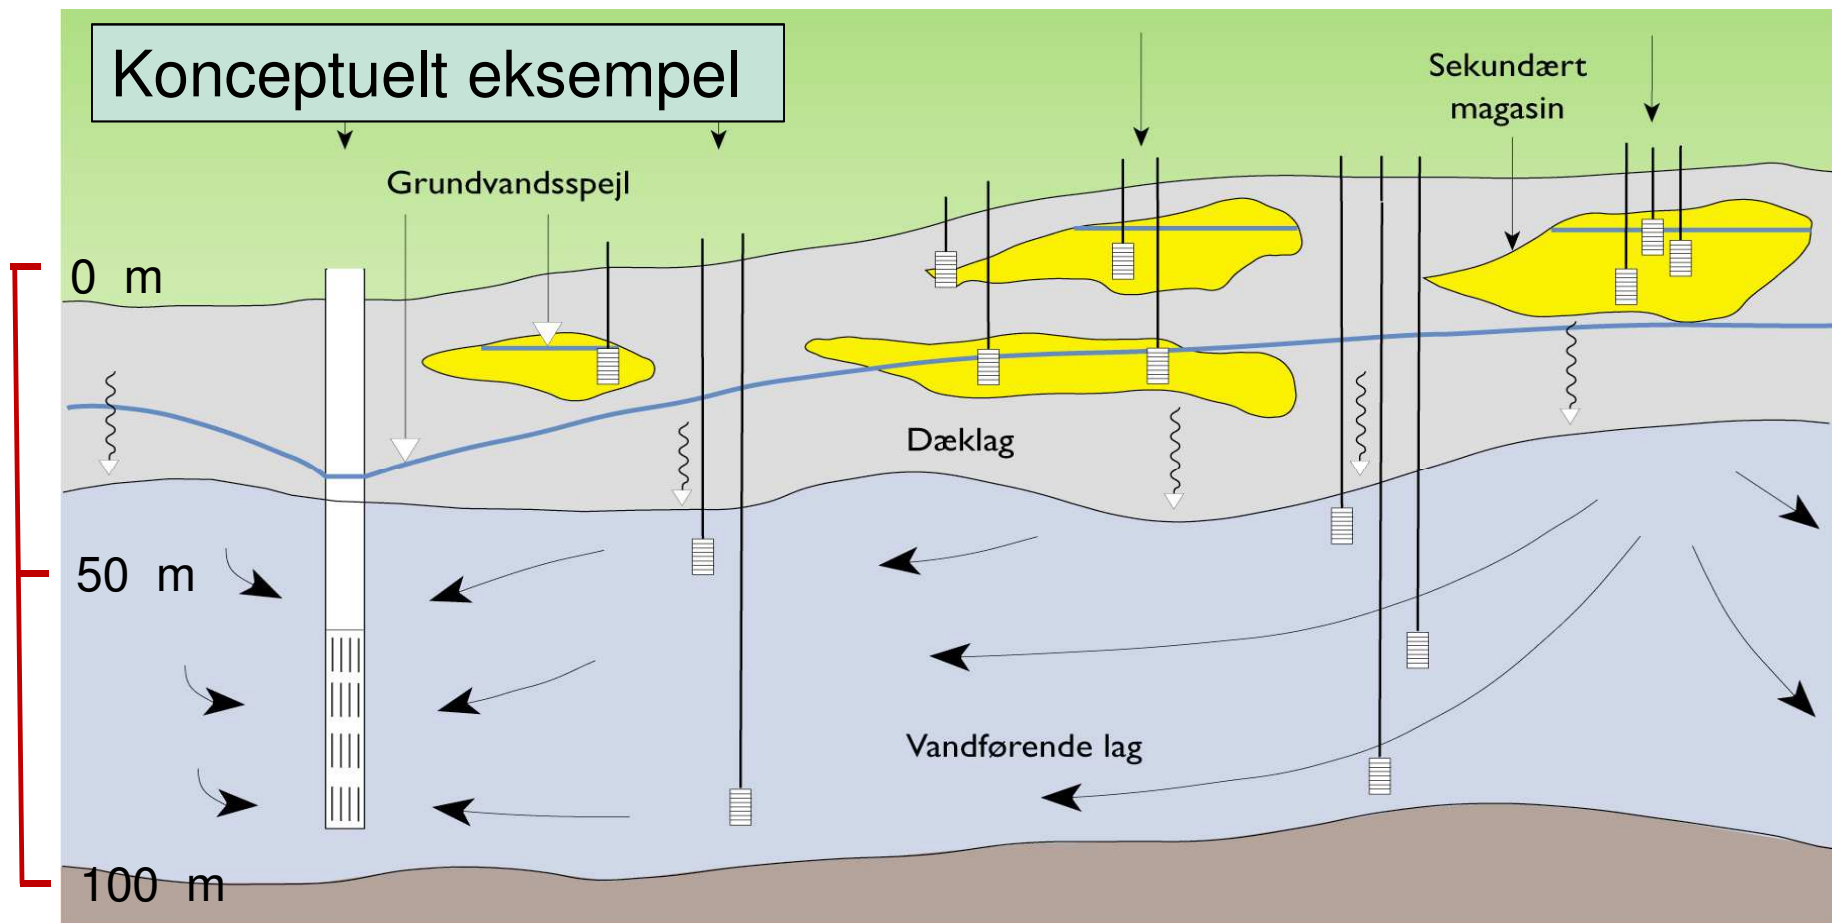 Konceptuelt eksempel
Sekundært
magasin
Grundvandsspejl
0 m
Dæklag
50 m
Vandførende lag
100 m